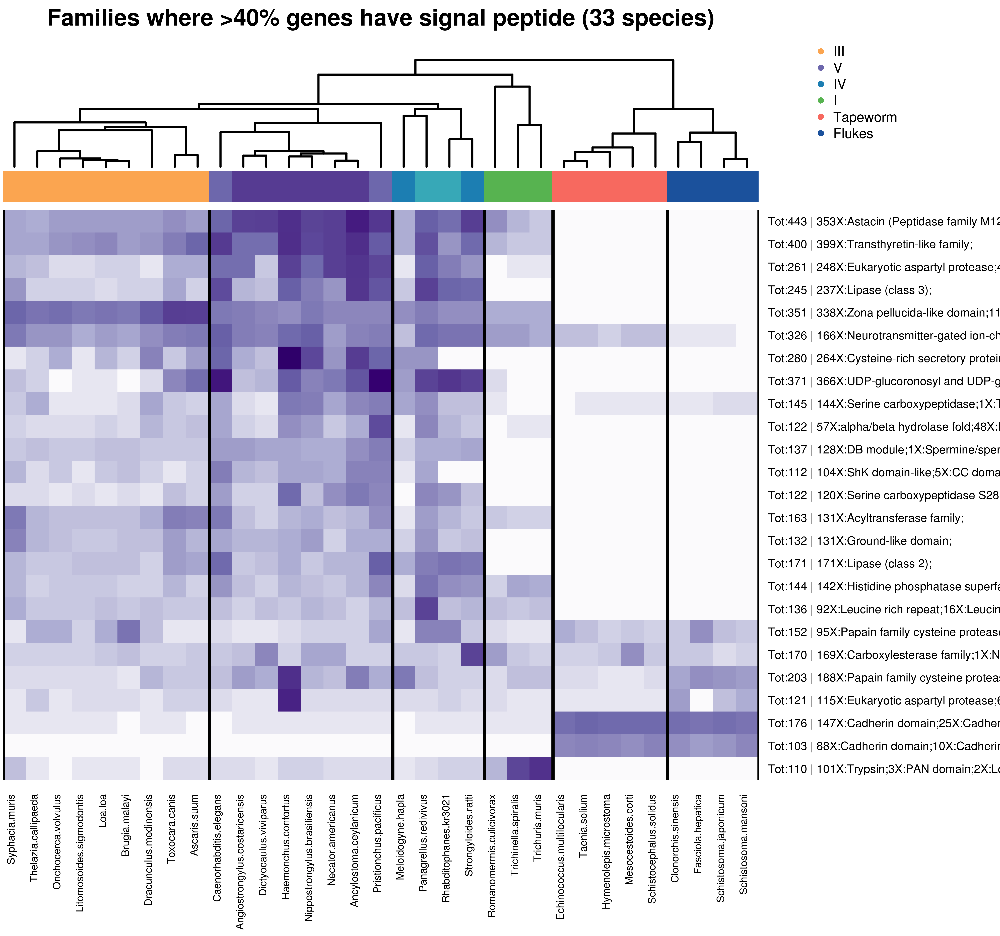 Families where >40% genes have signal peptide (33 species)
III
V
IV
I
Tapeworm
Flukes
Tot:443 | 353X:Astacin (Peptidase family M12
Tot:400 | 399X:Transthyretin-like family;
Tot:261 | 248X:Eukaryotic aspartyl protease;4
Tot:245 | 237X:Lipase (class 3);
Tot:351 | 338X:Zona pellucida-like domain;11
Tot:326 | 166X:Neurotransmitter-gated ion-ch
Tot:280 | 264X:Cysteine-rich secretory protein
Tot:371 | 366X:UDP-glucoronosyl and UDP-g
Tot:145 | 144X:Serine carboxypeptidase;1X:T
Tot:122 | 57X:alpha/beta hydrolase fold;48X:
Tot:137 | 128X:DB module;1X:Spermine/sper
Tot:112 | 104X:ShK domain-like;5X:CC doma
Tot:122 | 120X:Serine carboxypeptidase S28
Tot:163 | 131X:Acyltransferase family;
Tot:132 | 131X:Ground-like domain;
Tot:171 | 171X:Lipase (class 2);
Tot:144 | 142X:Histidine phosphatase superfa
Tot:136 | 92X:Leucine rich repeat;16X:Leucin
Tot:152 | 95X:Papain family cysteine protease
Tot:170 | 169X:Carboxylesterase family;1X:N
Tot:203 | 188X:Papain family cysteine proteas
Tot:121 | 115X:Eukaryotic aspartyl protease;6
Tot:176 | 147X:Cadherin domain;25X:Cadher
Tot:103 | 88X:Cadherin domain;10X:Cadherin
Tot:110 | 101X:Trypsin;3X:PAN domain;2X:Lo
Syphacia.muris
Thelazia.callipaeda
Onchocerca.volvulus
Litomosoides.sigmodontis
Loa.loa
Brugia.malayi
Dracunculus.medinensis
Toxocara.canis
Ascaris.suum
Caenorhabditis.elegans
Angiostrongylus.costaricensis
Dictyocaulus.viviparus
Haemonchus.contortus
Nippostrongylus.brasiliensis
Necator.americanus
Ancylostoma.ceylanicum
Pristionchus.pacificus
Meloidogyne.hapla
Panagrellus.redivivus
Rhabditophanes.kr3021
Strongyloides.ratti
Romanomermis.culicivorax
Trichinella.spiralis
Trichuris.muris
Echinococcus.multilocularis
Taenia.solium
Hymenolepis.microstoma
Mesocestoides.corti
Schistocephalus.solidus
Clonorchis.sinensis
Fasciola.hepatica
Schistosoma.japonicum
Schistosoma.mansoni